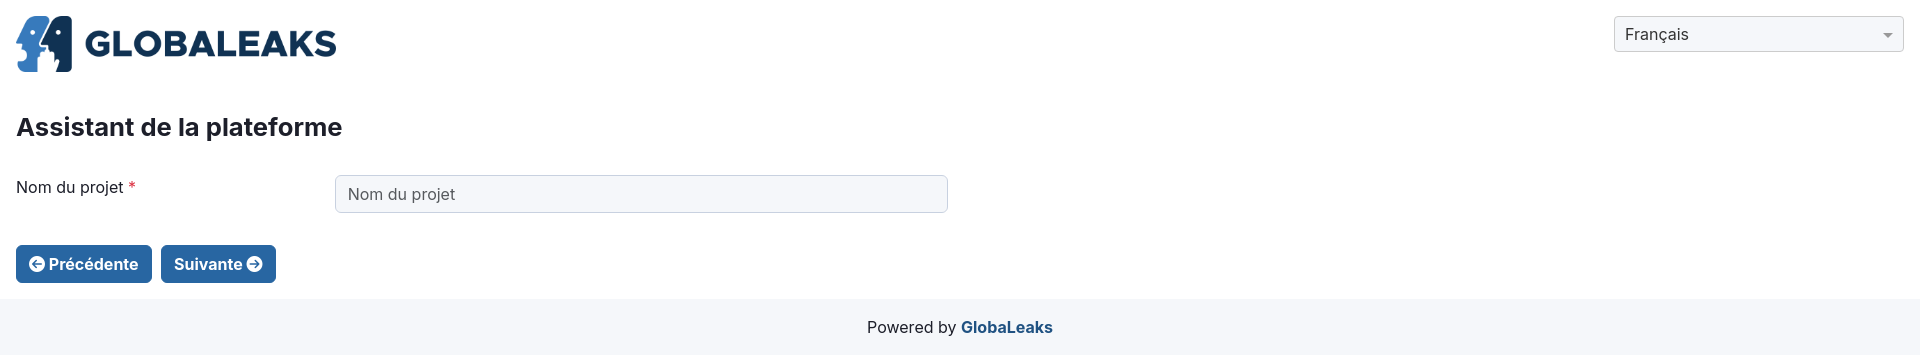 GLOBALEAKS
Français
Assistant de la plateforme
Nom du projet *
Nom du projet
Précédente
Suivante
Powered by GlobaLeaks